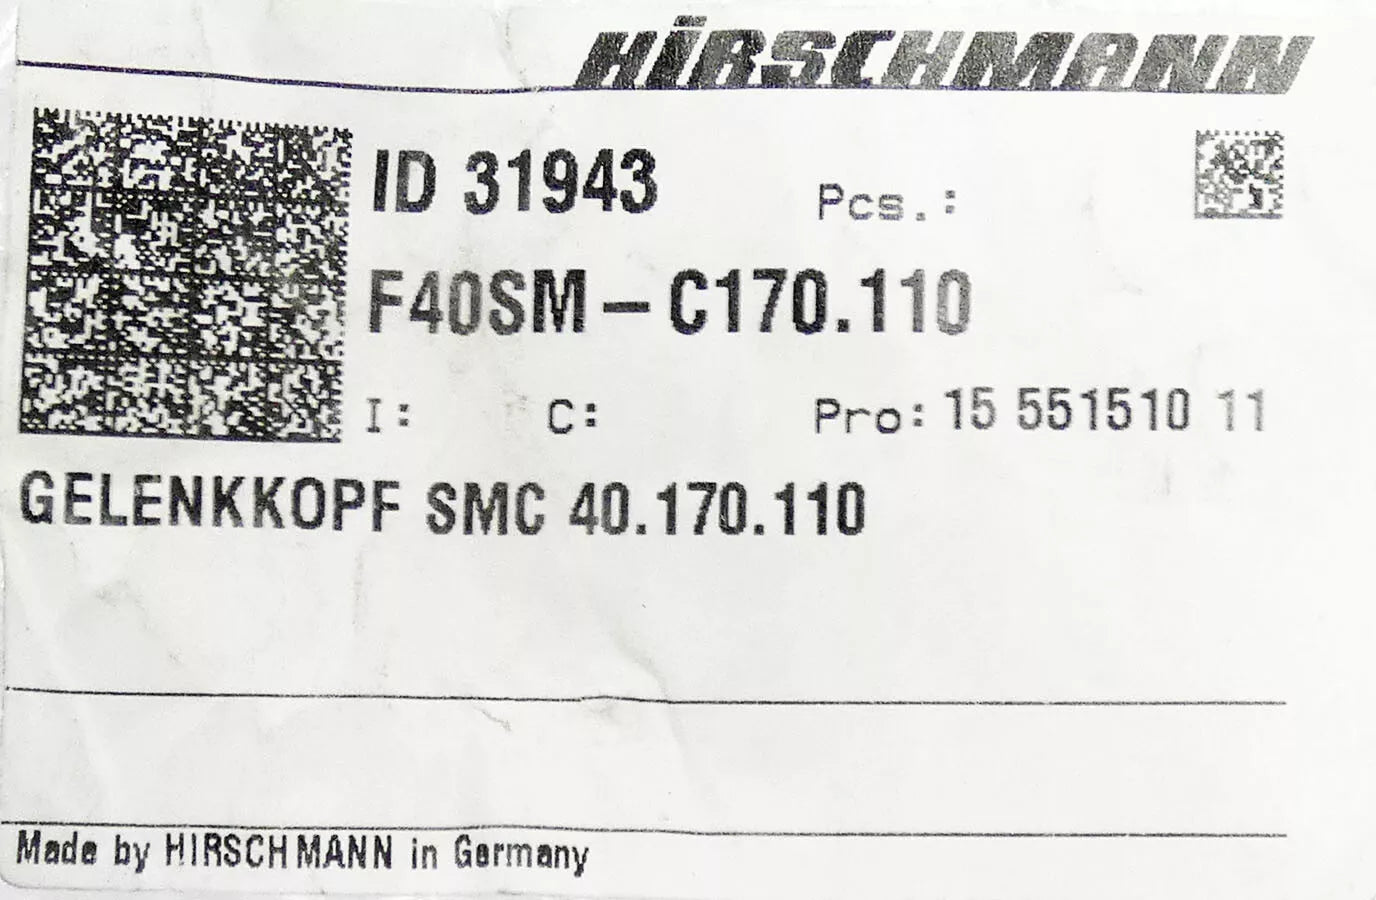 HIRSCHMANN
ID 31943 Pcs.:
F40SM – C170.110
I: C: Pro: 15 551510 11
GELENKKOPF SMC 40.170.110
Made by HIRSCHMANN in Germany